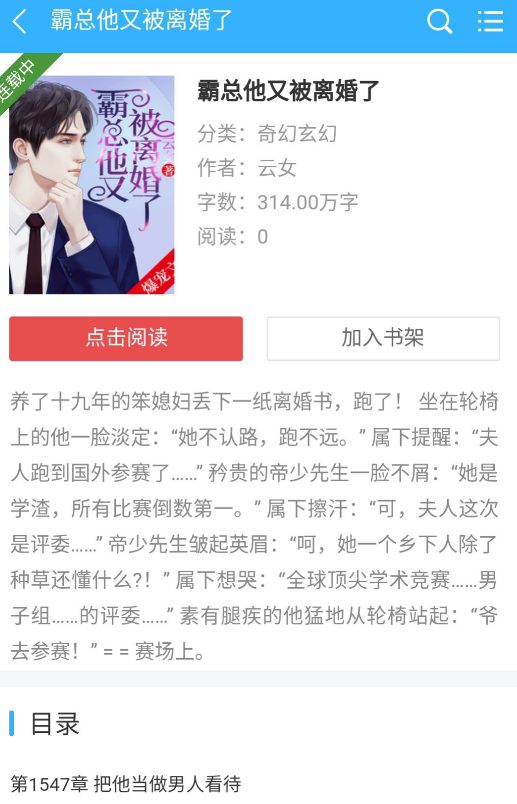 霸总他又被离婚了
连载中
霸总他又
被离婚了
云
著
爆宠文
霸总他又被离婚了
分类：奇幻玄幻
作者：云女
字数：314.00万字
阅读：0
点击阅读
加入书架
养了十九年的笨媳妇丢下一纸离婚书，跑了！ 坐在轮椅
上的他一脸淡定：“她不认路，跑不远。” 属下提醒：“夫
人跑到国外参赛了……” 矜贵的帝少先生一脸不屑：“她是
学渣，所有比赛倒数第一。” 属下擦汗：“可，夫人这次
是评委……” 帝少先生皱起英眉：“呵，她一个乡下人除了
种草还懂什么?！” 属下想哭：“全球顶尖学术竞赛……男
子组……的评委……” 素有腿疾的他猛地从轮椅站起：“爷
去参赛！” = = 赛场上。
目录
第1547章 把他当做男人看待